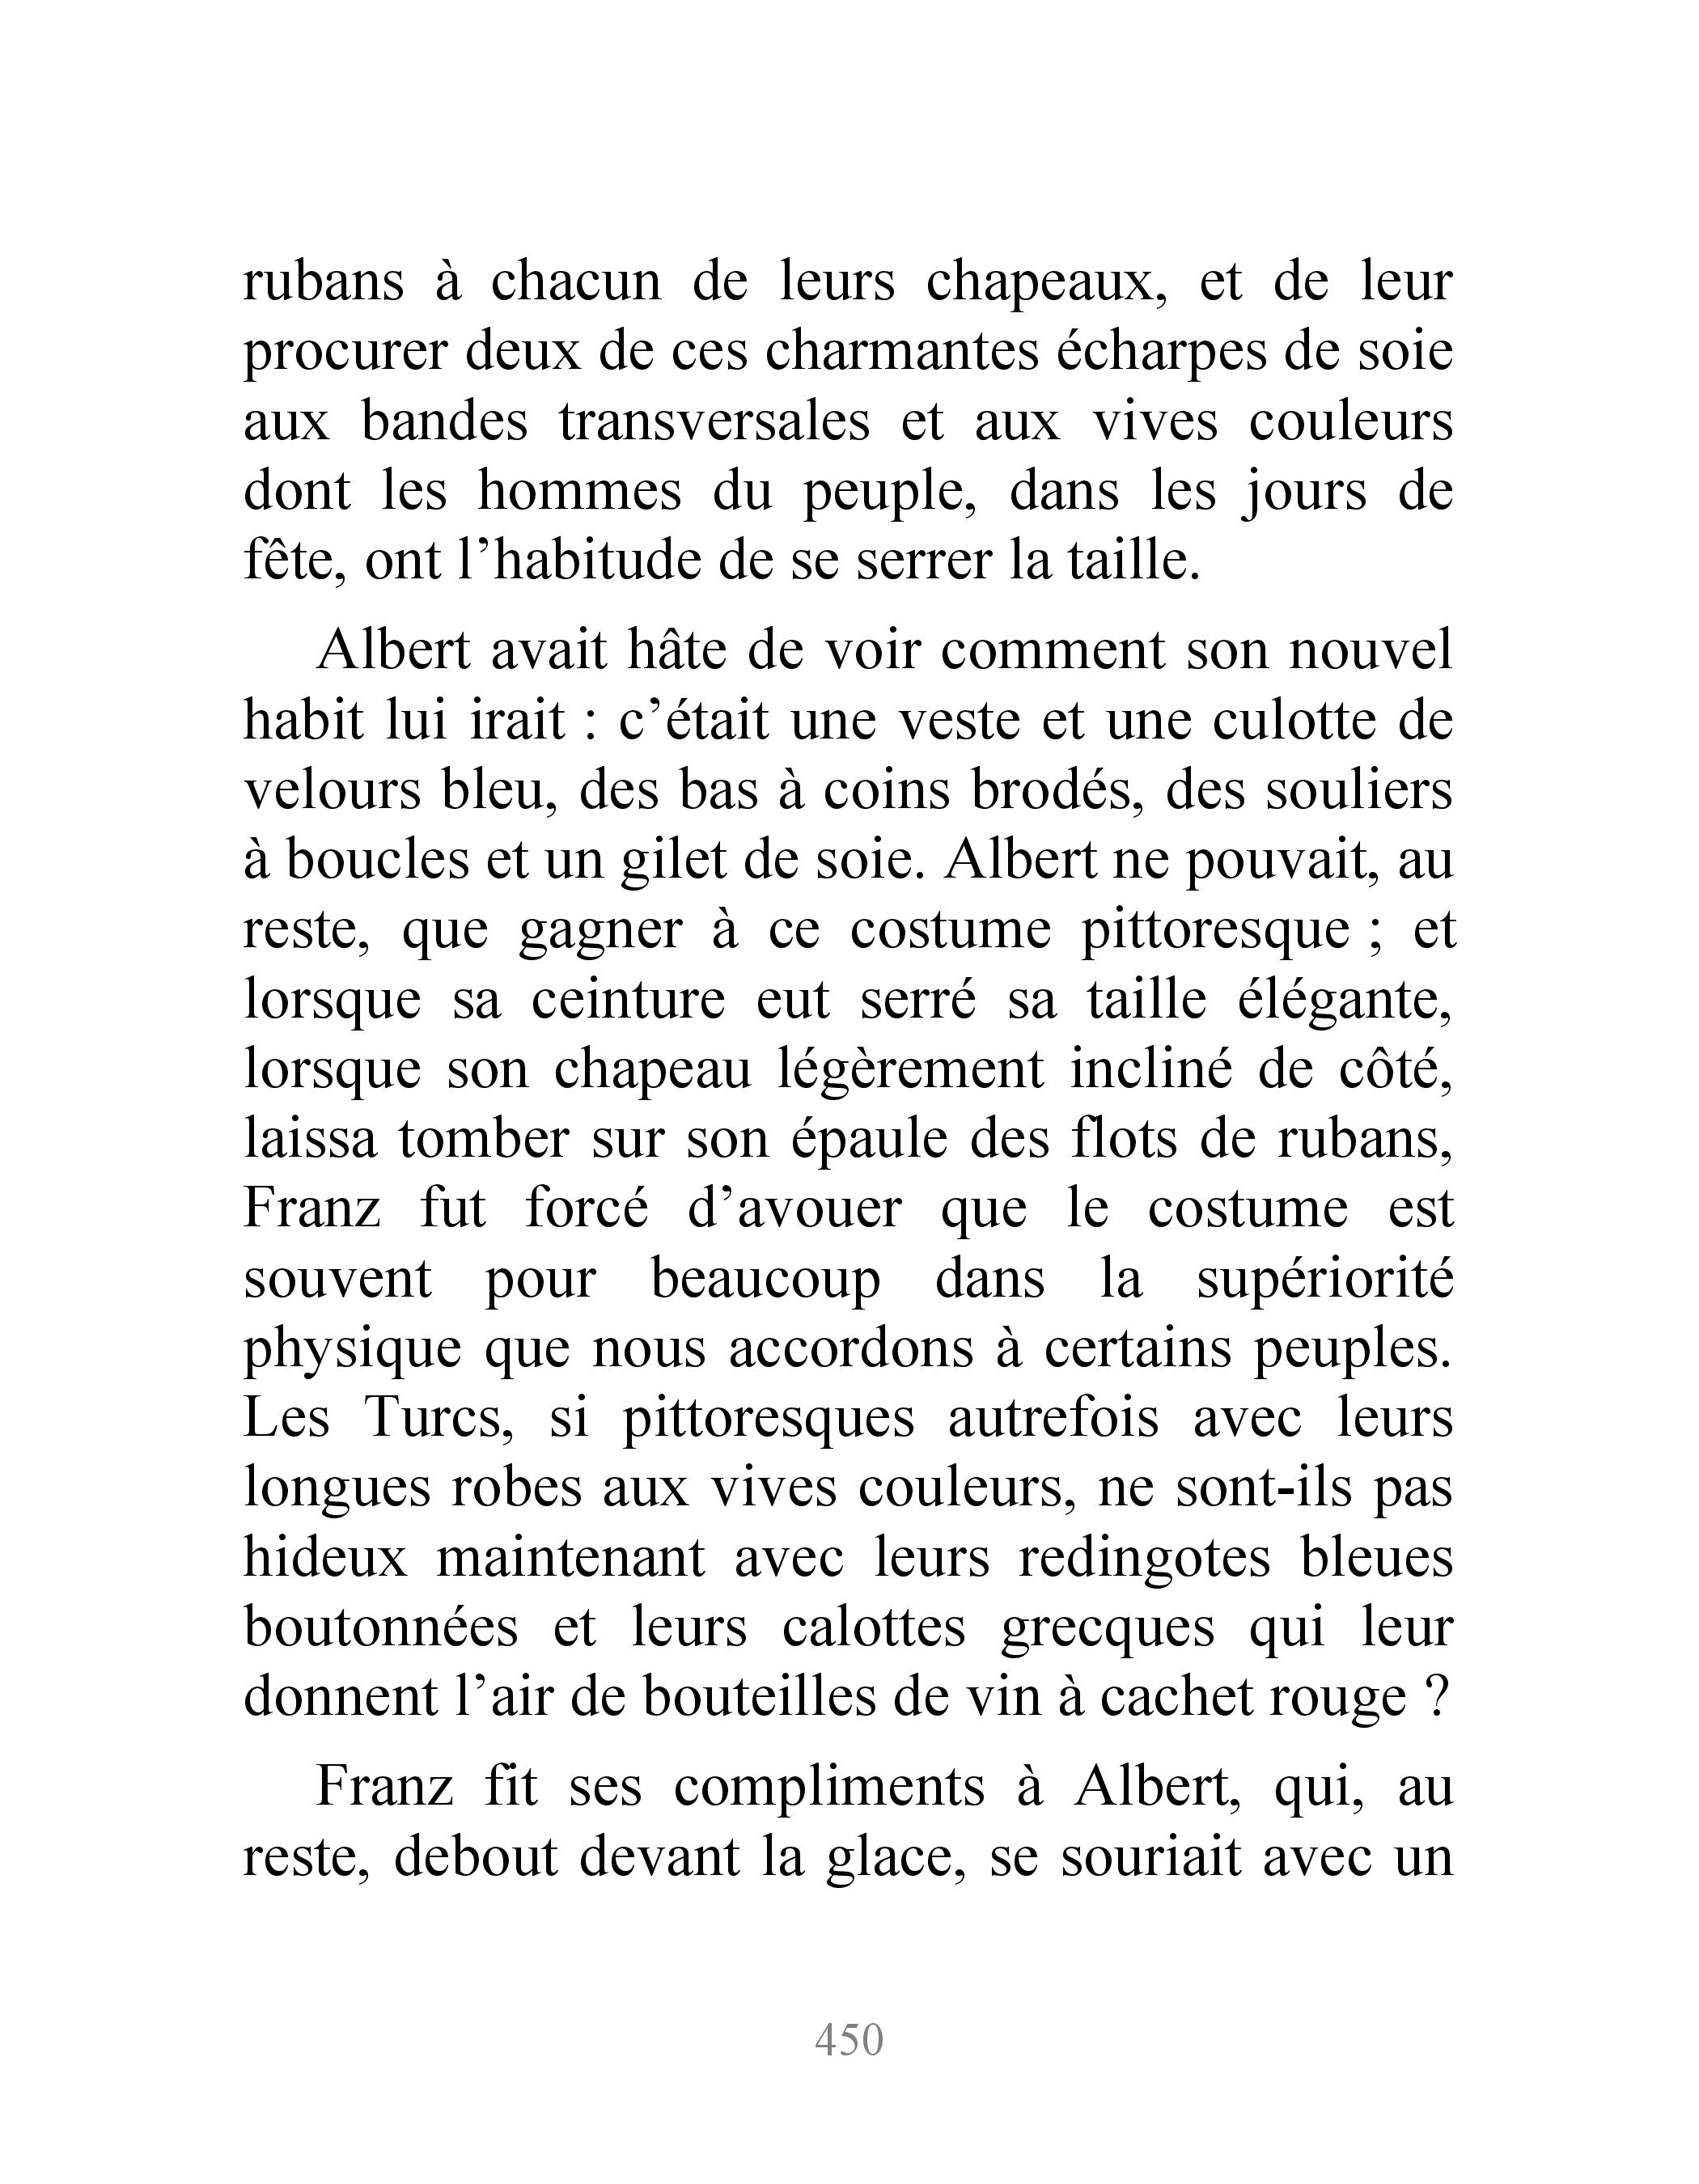 rubans à chacun de leurs chapeaux, et de leur
procurer deux de ces charmantes écharpes de soie
aux bandes transversales et aux vives couleurs
dont les hommes du peuple, dans les jours de
fête, ont l’habitude de se serrer la taille.
Albert avait hâte de voir comment son nouvel
habit lui irait : c’était une veste et une culotte de
velours bleu, des bas à coins brodés, des souliers
à boucles et un gilet de soie. Albert ne pouvait, au
reste, que gagner à ce costume pittoresque ; et
lorsque sa ceinture eut serré sa taille élégante,
lorsque son chapeau légèrement incliné de côté,
laissa tomber sur son épaule des flots de rubans,
Franz fut forcé d’avouer que le costume est
souvent pour beaucoup dans la supériorité
physique que nous accordons à certains peuples.
Les Turcs, si pittoresques autrefois avec leurs
longues robes aux vives couleurs, ne sont-ils pas
hideux maintenant avec leurs redingotes bleues
boutonnées et leurs calottes grecques qui leur
donnent l’air de bouteilles de vin à cachet rouge ?
Franz fit ses compliments à Albert, qui, au
reste, debout devant la glace, se souriait avec un
450